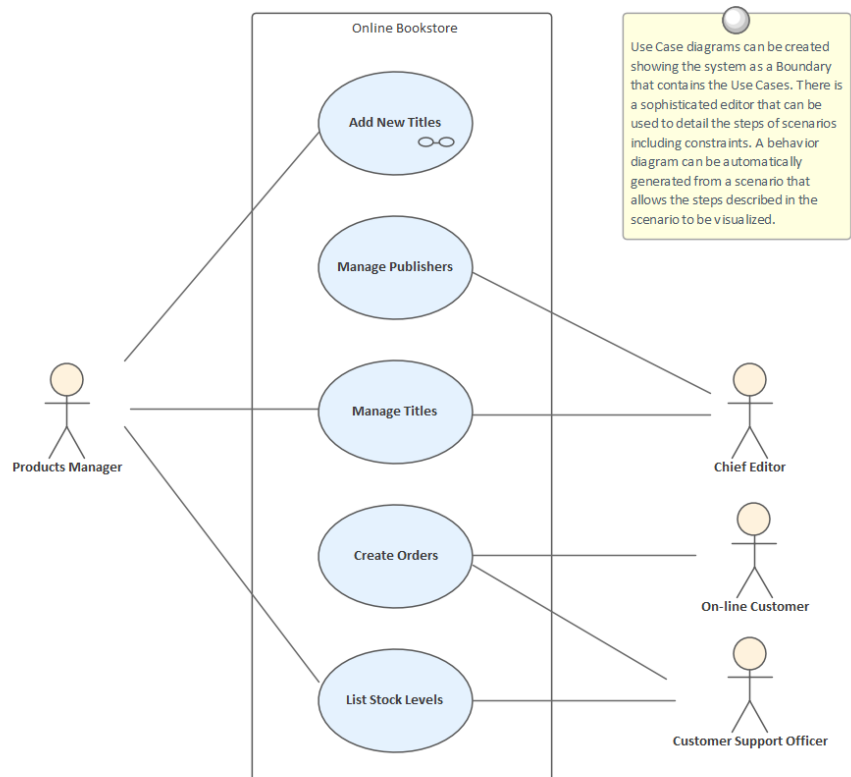 Online Bookstore
Use Case diagrams can be created
showing the system as a Boundary
that contains the Use Cases. There is
a sophisticated editor that can be
used to detail the steps of scenarios
including constraints. A behavior
diagram can be automatically
generated from a scenario that
allows the steps described in the
scenario to be visualized.
Add New Titles
Manage Publishers
Manage Titles
Products Manager
Chief Editor
Create Orders
On-line Customer
List Stock Levels
Customer Support Officer